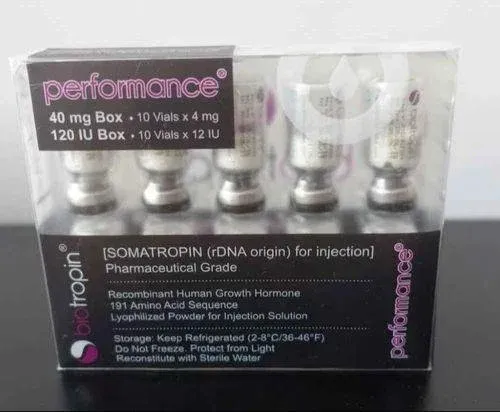 performance®
40 mg Box • 10 Vials x 4 mg
120 IU Box • 10 Vials x 12 IU
biotropin®
[SOMATROPIN (rDNA origin) for injection]
Pharmaceutical Grade
Recombinant Human Growth Hormone
191 Amino Acid Sequence
Lyophilized Powder for Injection Solution
Storage: Keep Refrigerated (2-8°C/36-46°F)
Do Not Freeze. Protect from Light
Reconstitute with Sterile Water
performance®